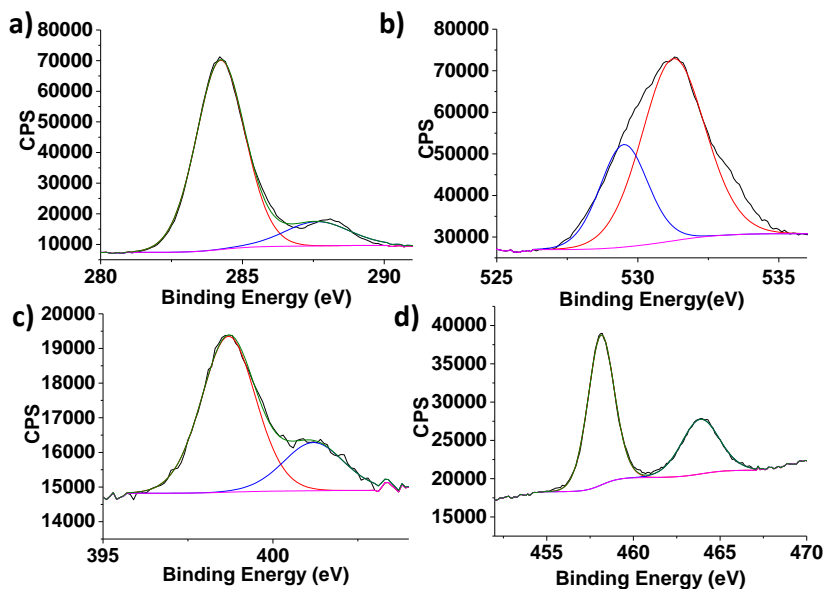 a)
80000
70000
60000
50000
40000
30000
20000
10000
CPS
280 285 290
Binding Energy (eV)
b)
80000
70000
60000
50000
40000
30000
CPS
525 530 535
Binding Energy(eV)
c)
20000
19000
18000
17000
16000
15000
14000
CPS
395 400
Binding Energy (eV)
d)
40000
35000
30000
25000
20000
15000
CPS
455 460 465 470
Binding Energy (eV)